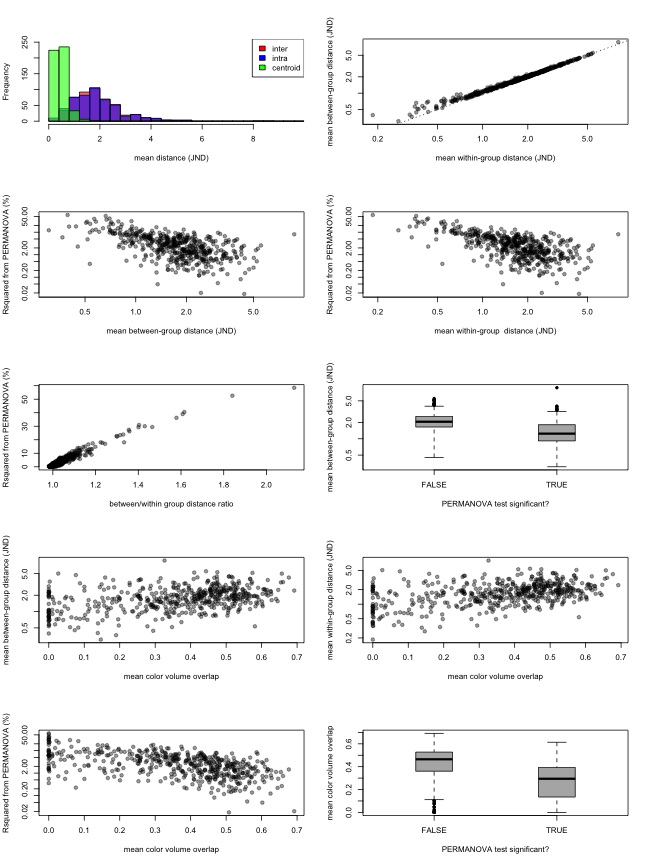 inter
intra
centroid
Frequency
0 50 150 250
0 2 4 6 8
mean distance (JND)
mean between-group distance (JND)
0.5 2.0 5.0
0.2 0.5 1.0 2.0 5.0
mean within-group distance (JND)
Rsquared from PERMANOVA (%)
0.02 0.20 2.00 50.00
0.5 1.0 2.0 5.0
mean between-group distance (JND)
Rsquared from PERMANOVA (%)
0.02 0.20 2.00 50.00
0.2 0.5 1.0 2.0 5.0
mean within-group distance (JND)
Rsquared from PERMANOVA (%)
0 10 30 50
1.0 1.2 1.4 1.6 1.8 2.0
between/within group distance ratio
mean between-group distance (JND)
0.5 2.0 5.0
FALSE TRUE
PERMANOVA test significant?
mean between-group distance (JND)
0.5 2.0 5.0
0.0 0.1 0.2 0.3 0.4 0.5 0.6 0.7
mean color volume overlap
mean within-group distance (JND)
0.2 0.5 2.0 5.0
0.0 0.1 0.2 0.3 0.4 0.5 0.6 0.7
mean color volume overlap
Rsquared from PERMANOVA (%)
0.02 0.20 2.00 50.00
0.0 0.1 0.2 0.3 0.4 0.5 0.6 0.7
mean color volume overlap
mean color volume overlap
0.0 0.2 0.4 0.6
FALSE TRUE
PERMANOVA test significant?